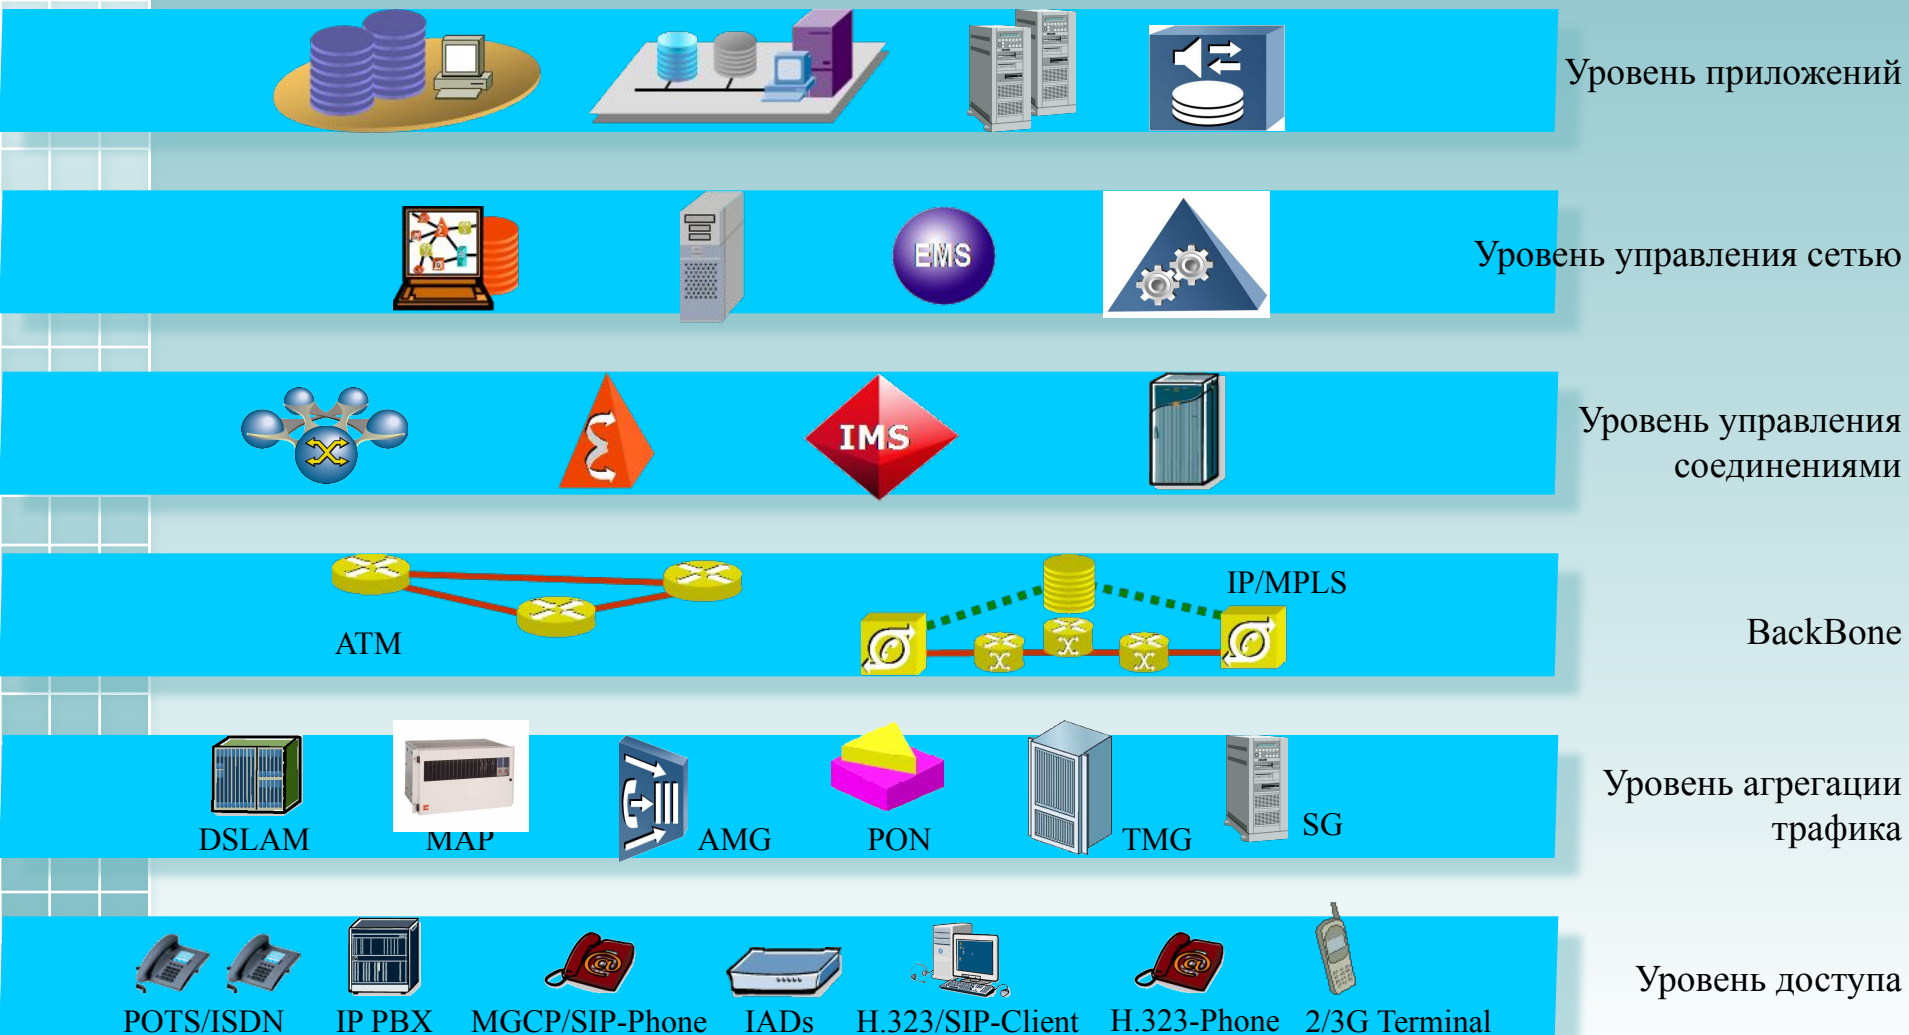 Уровень приложений
EMS
Уровень управления сетью
IMS
Уровень управления
соединениями
ATM
IP/MPLS
BackBone
DSLAM
MAP
AMG
PON
TMG
SG
Уровень агрегации
трафика
POTS/ISDN
IP PBX
MGCP/SIP-Phone
IADs
H.323/SIP-Client
H.323-Phone
2/3G Terminal
Уровень доступа